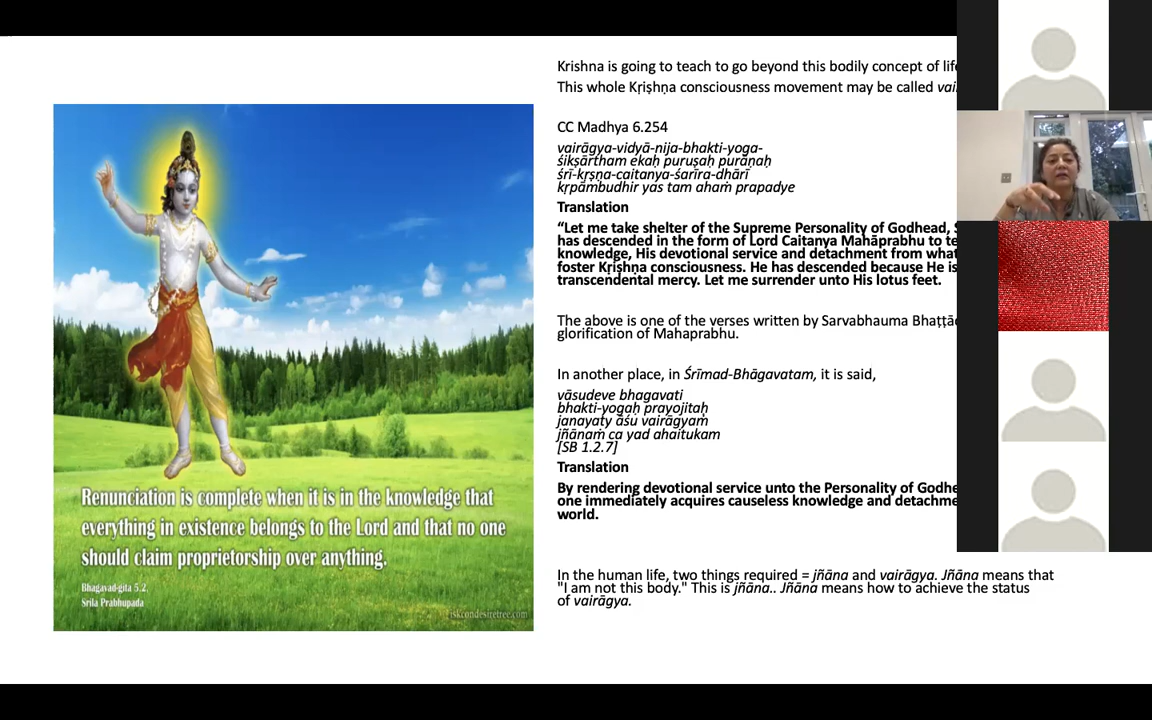 Krishna is going to teach to go beyond this bodily concept of
This whole Kṛiṣhṇa consciousness movement may be called
CC Madhya 6.254
vairāgya-vidyā-nija-bhakti-yoga-
śikṣārtham ekaḥ puruṣaḥ purāṇaḥ
śrī-kṛṣṇa-caitanya-śarīra-dhārī
kṛpāmbudhir yas tam ahaṁ prapadye
Translation
“Let me take shelter of the Supreme Personality of Godhead,
has descended in the form of Lord Caitanya Mahāprabhu to
knowledge, His devotional service and detachment from
foster Kṛiṣhṇa consciousness. He has descended because He is
transcendental mercy. Let me surrender unto His lotus feet.
The above is one of the verses written by Sarvabhauma
glorification of Mahaprabhu.
In another place, in Śrīmad-Bhāgavatam, it is said,
vāsudeve bhagavati
bhakti-yogaḥ prayojitaḥ
janayaty āśu vairāgyaṁ
jñānaṁ ca yad ahaitukam
[SB 1.2.7]
Translation
By rendering devotional service unto the Personality of
one immediately acquires causeless knowledge and
world.
In the human life, two things required = jñāna and vairāgya. Jñāna means that
"I am not this body." This is jñāna.. Jñāna means how to achieve the status
of vairāgya.
Renunciation is complete when it is in the knowledge that
everything in existence belongs to the Lord and that no one
should claim proprietorship over anything.
Bhagavad-gita 5.2,
Srila Prabhupada
iskcondesiretree.com